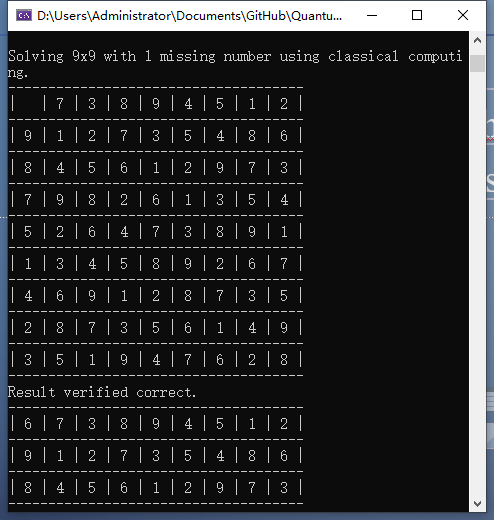 D:\Users\Administrator\Documents\GitHub\Quantu...
Solving 9x9 with 1 missing number using classical computi
ng.
-------------------------------------
|   | 7 | 3 | 8 | 9 | 4 | 5 | 1 | 2 |
-------------------------------------
| 9 | 1 | 2 | 7 | 3 | 5 | 4 | 8 | 6 |
-------------------------------------
| 8 | 4 | 5 | 6 | 1 | 2 | 9 | 7 | 3 |
-------------------------------------
| 7 | 9 | 8 | 2 | 6 | 1 | 3 | 5 | 4 |
-------------------------------------
| 5 | 2 | 6 | 4 | 7 | 3 | 8 | 9 | 1 |
-------------------------------------
| 1 | 3 | 4 | 5 | 8 | 9 | 2 | 6 | 7 |
-------------------------------------
| 4 | 6 | 9 | 1 | 2 | 8 | 7 | 3 | 5 |
-------------------------------------
| 2 | 8 | 7 | 3 | 5 | 6 | 1 | 4 | 9 |
-------------------------------------
| 3 | 5 | 1 | 9 | 4 | 7 | 6 | 2 | 8 |
-------------------------------------
Result verified correct.
-------------------------------------
| 6 | 7 | 3 | 8 | 9 | 4 | 5 | 1 | 2 |
-------------------------------------
| 9 | 1 | 2 | 7 | 3 | 5 | 4 | 8 | 6 |
-------------------------------------
| 8 | 4 | 5 | 6 | 1 | 2 | 9 | 7 | 3 |
-------------------------------------